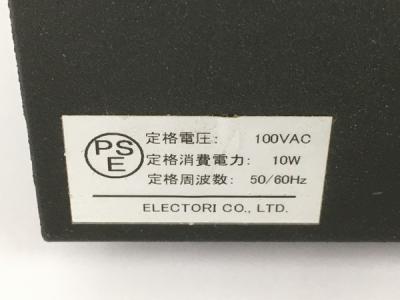 PS
E
定格電圧: 100VAC
定格消費電力: 10W
定格周波数: 50/60Hz
ELECTORI CO., LTD.